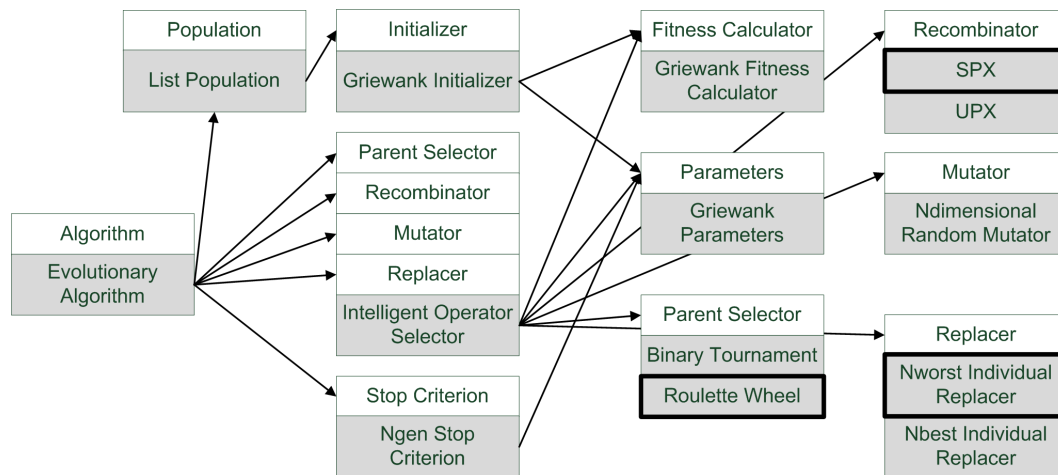 Population
List Population
Initializer
Griewank Initializer
Fitness Calculator
Griewank Fitness
Calculator
Recombinator
SPX
UPX
Algorithm
Evolutionary
Algorithm
Parent Selector
Recombinator
Mutator
Replacer
Intelligent Operator
Selector
Parameters
Griewank
Parameters
Mutator
Ndimensional
Random Mutator
Stop Criterion
Ngen Stop
Criterion
Parent Selector
Binary Tournament
Roulette Wheel
Replacer
Nworst Individual
Replacer
Nbest Individual
Replacer